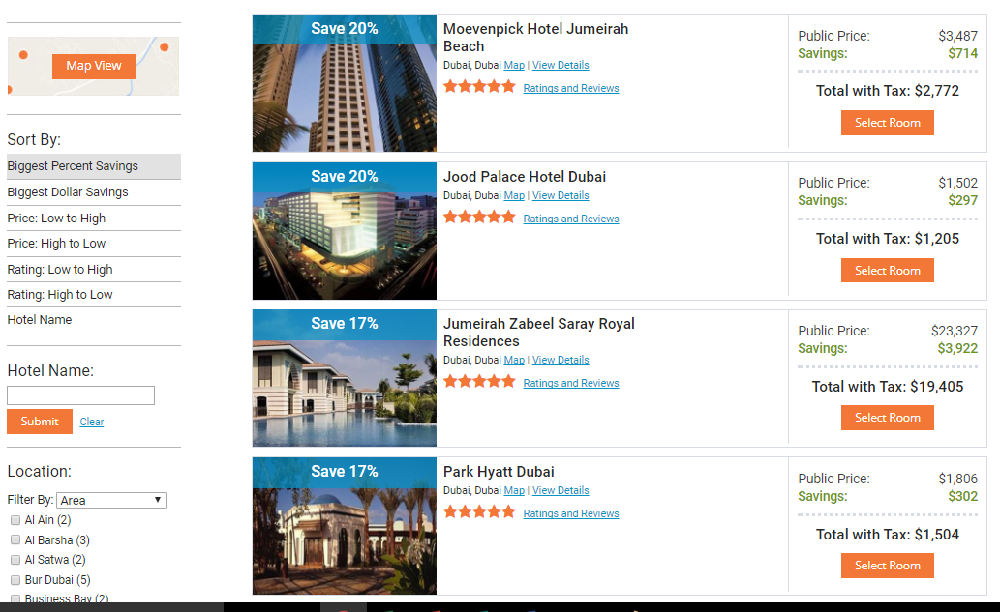 Map View
Sort By:
Biggest Percent Savings
Biggest Dollar Savings
Price: Low to High
Price: High to Low
Rating: Low to High
Rating: High to Low
Hotel Name
Hotel Name:
Submit Clear
Location:
Filter By: Area
Al Ain (2)
Al Barsha (3)
Al Satwa (2)
Bur Dubai (5)
Business Bay (2)
Save 20%
Moevenpick Hotel Jumeirah
Beach
Dubai, Dubai Map | View Details
Ratings and Reviews
Public Price: $3,487
Savings: $714
Total with Tax: $2,772
Select Room
Save 20%
Jood Palace Hotel Dubai
Dubai, Dubai Map | View Details
Ratings and Reviews
Public Price: $1,502
Savings: $297
Total with Tax: $1,205
Select Room
Save 17%
Jumeirah Zabeel Saray Royal
Residences
Dubai, Dubai Map | View Details
Ratings and Reviews
Public Price: $23,327
Savings: $3,922
Total with Tax: $19,405
Select Room
Save 17%
Park Hyatt Dubai
Dubai, Dubai Map | View Details
Ratings and Reviews
Public Price: $1,806
Savings: $302
Total with Tax: $1,504
Select Room